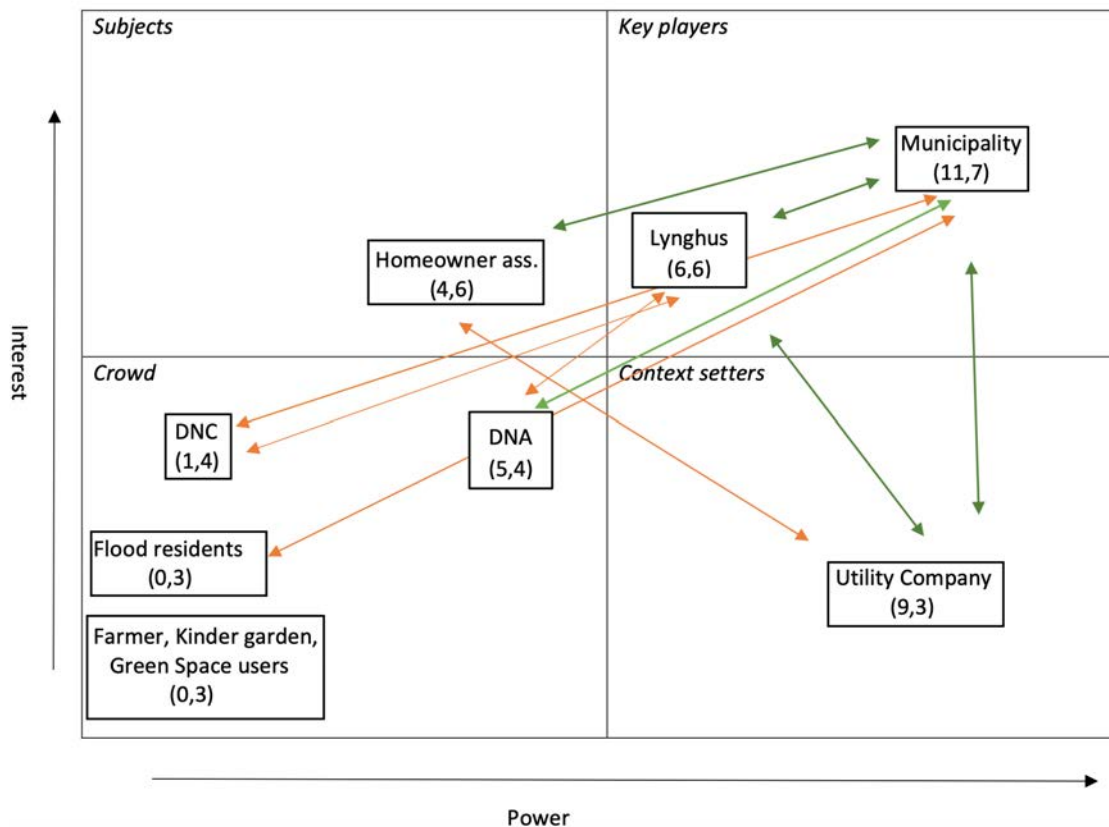 Subjects
Key players
Municipality
(11,7)
Lynghus
(6,6)
Homeowner ass.
(4,6)
Interest
Crowd
Context setters
DNC
(1,4)
DNA
(5,4)
Flood residents
(0,3)
Utility Company
(9,3)
Farmer, Kinder garden,
Green Space users
(0,3)
Power